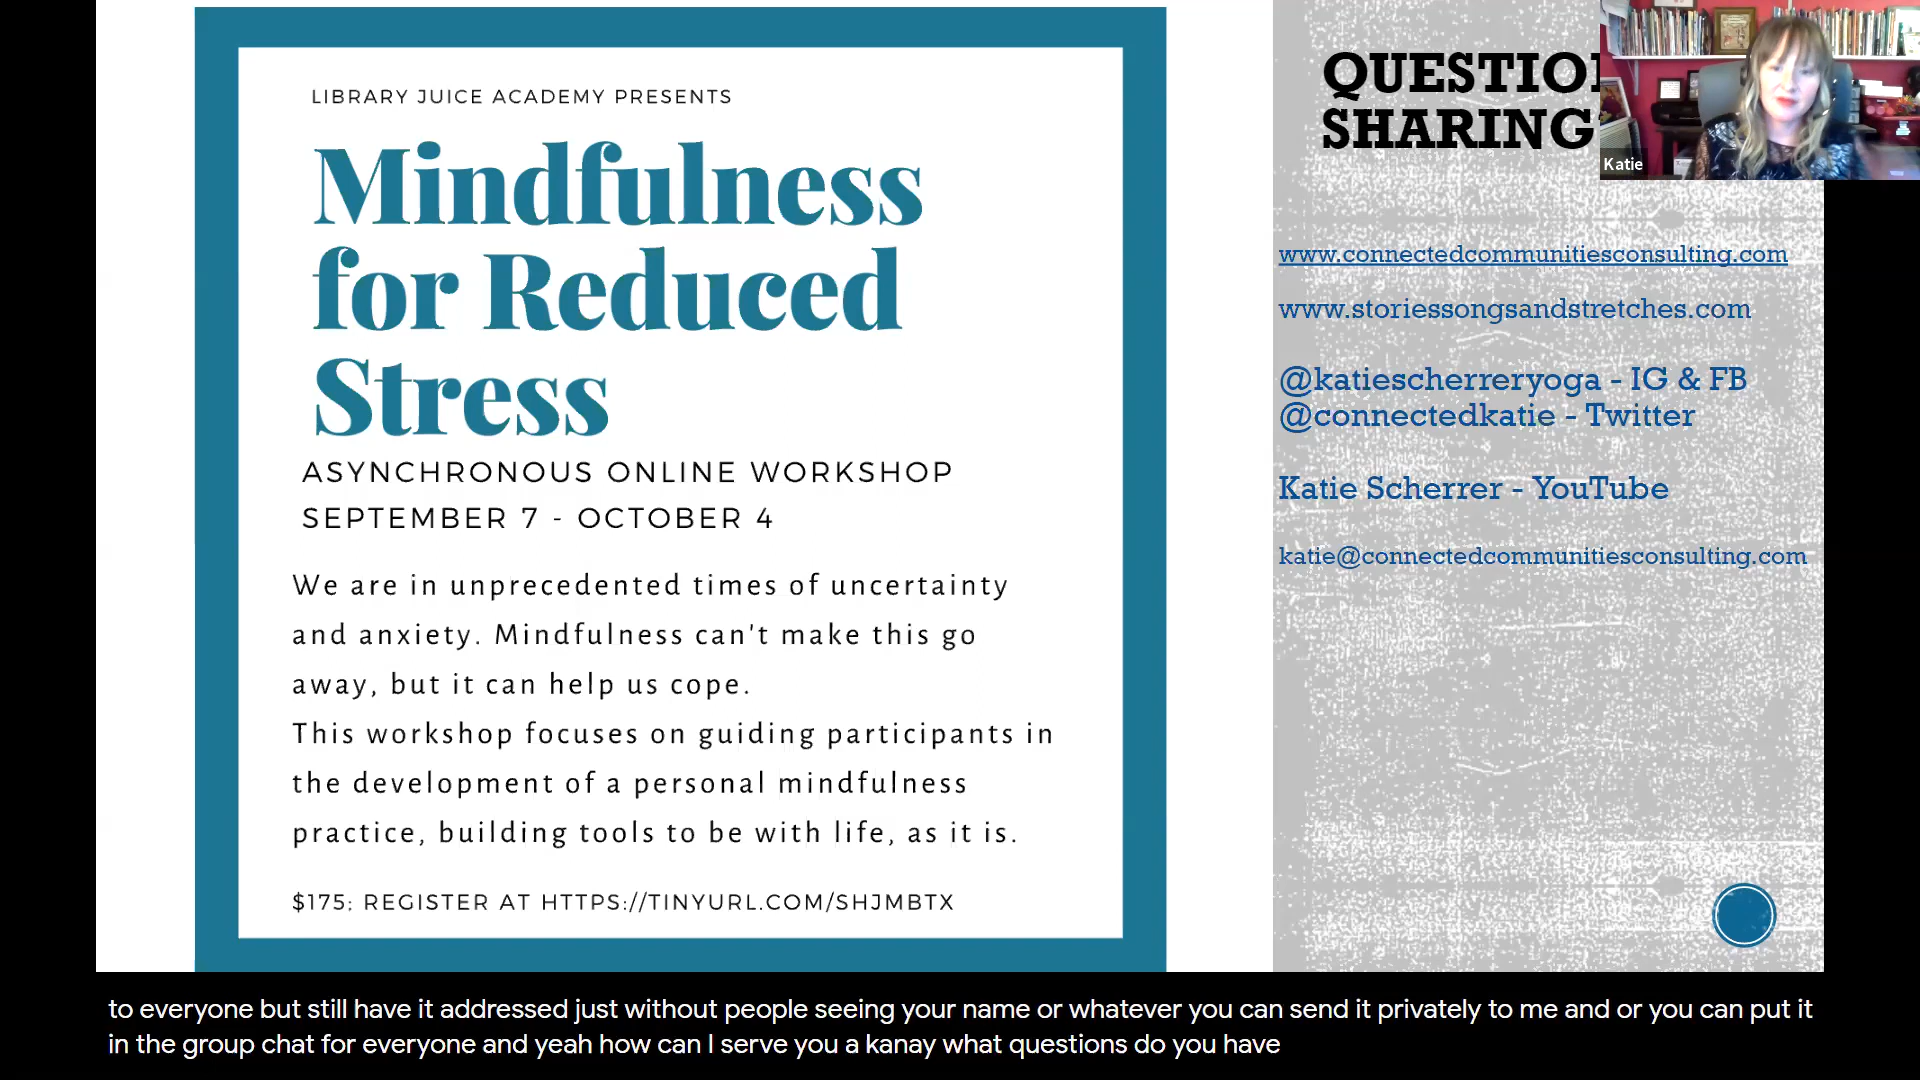 LIBRARY JUICE ACADEMY PRESENTS
Mindfulness
for Reduced
Stress
ASYNCHRONOUS ONLINE WORKSHOP
SEPTEMBER 7 - OCTOBER 4
We are in unprecedented times of uncertainty
and anxiety. Mindfulness can't make this go
away, but it can help us cope.
This workshop focuses on guiding participants in
the development of a personal mindfulness
practice, building tools to be with life, as it is.
$175; REGISTER AT HTTPS://TINYURL.COM/SHJMBTX
SHARING
Katie
www.connectedcommunitiesconsulting.com
www.storiessongsandstretches.com
@katiescherreryoga - IG & FB
@connectedkatie - Twitter
Katie Scherrer - YouTube
katie@connectedcommunitiesconsulting.com
to everyone but still have it addressed just without people seeing your name or whatever you can send it privately to me and or you can put it
in the group chat for everyone and yeah how can I serve you a kanay what questions do you have